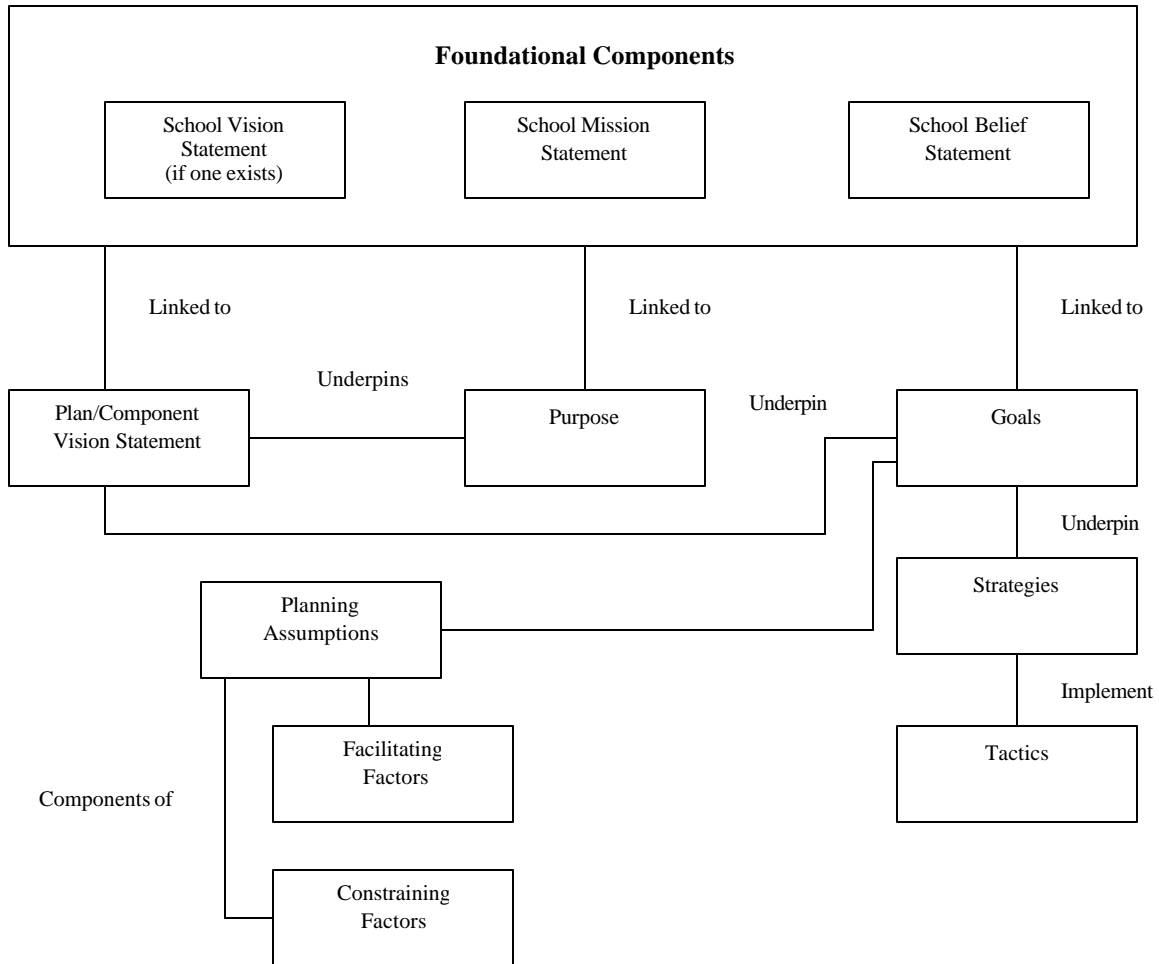 Foundational Components
School Vision
Statement
(if one exists)
School Mission
Statement
School Belief
Statement
Linked to
Linked to
Linked to
Underpins
Underpin
Plan/Component
Vision Statement
Purpose
Goals
Underpin
Strategies
Planning
Assumptions
Implement
Facilitating
Factors
Tactics
Components of
Constraining
Factors